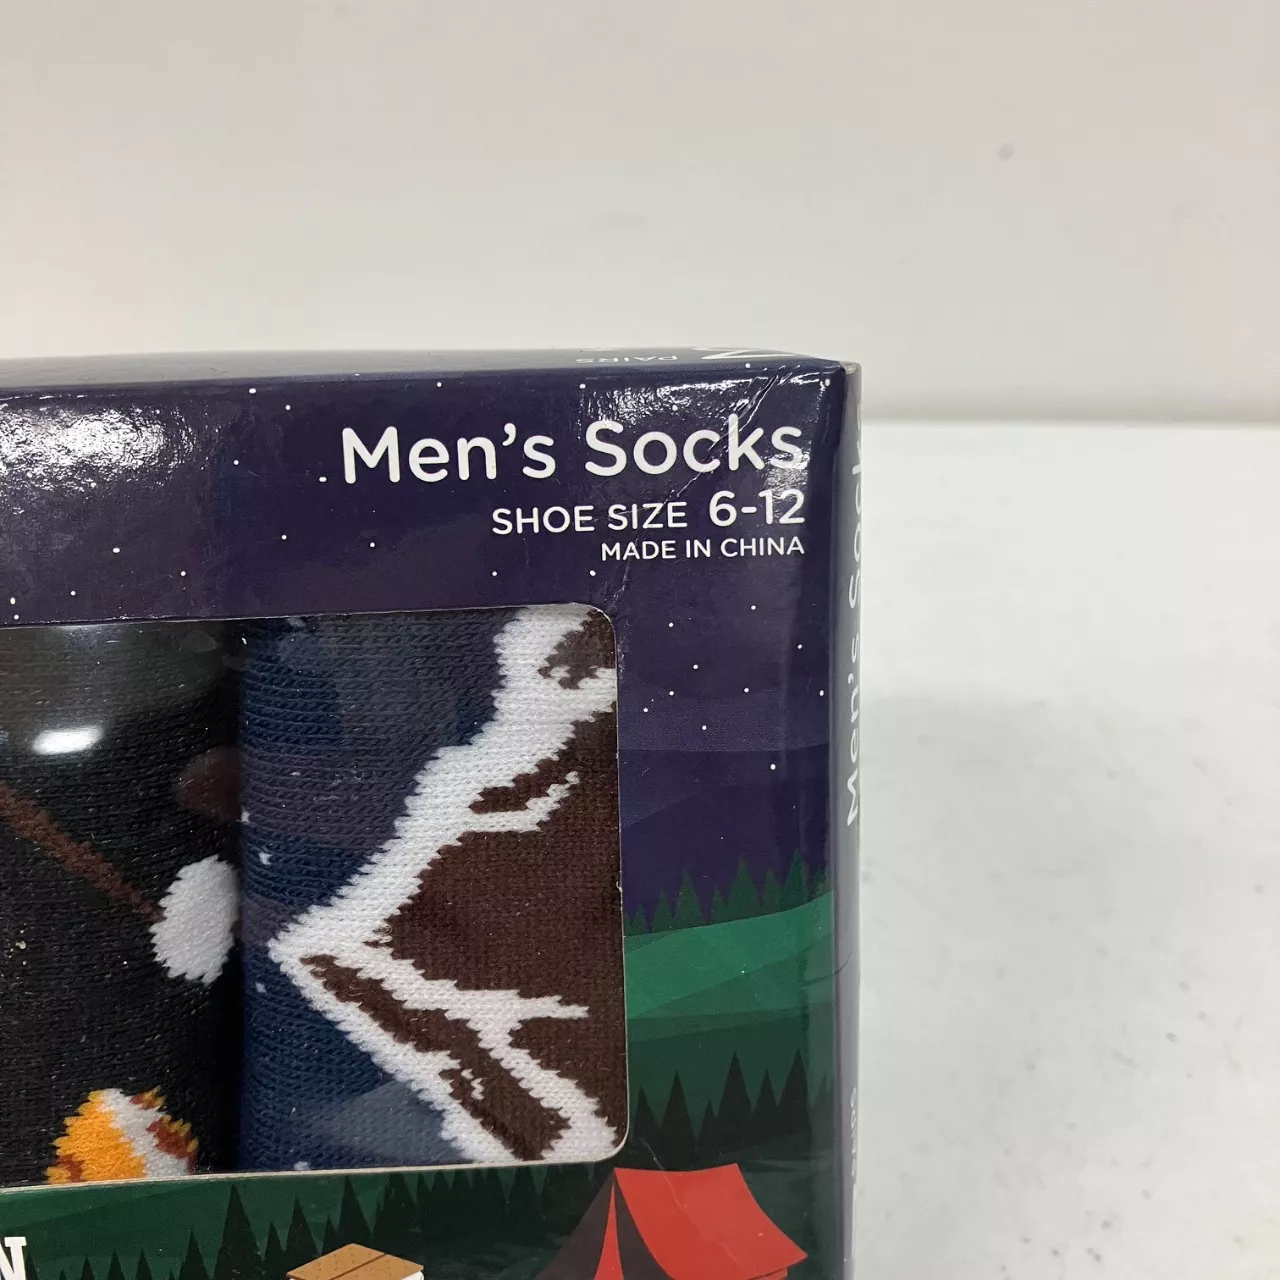 PAIRS
Men's Socks
SHOE SIZE 6-12
MADE IN CHINA
Men's Socks
N